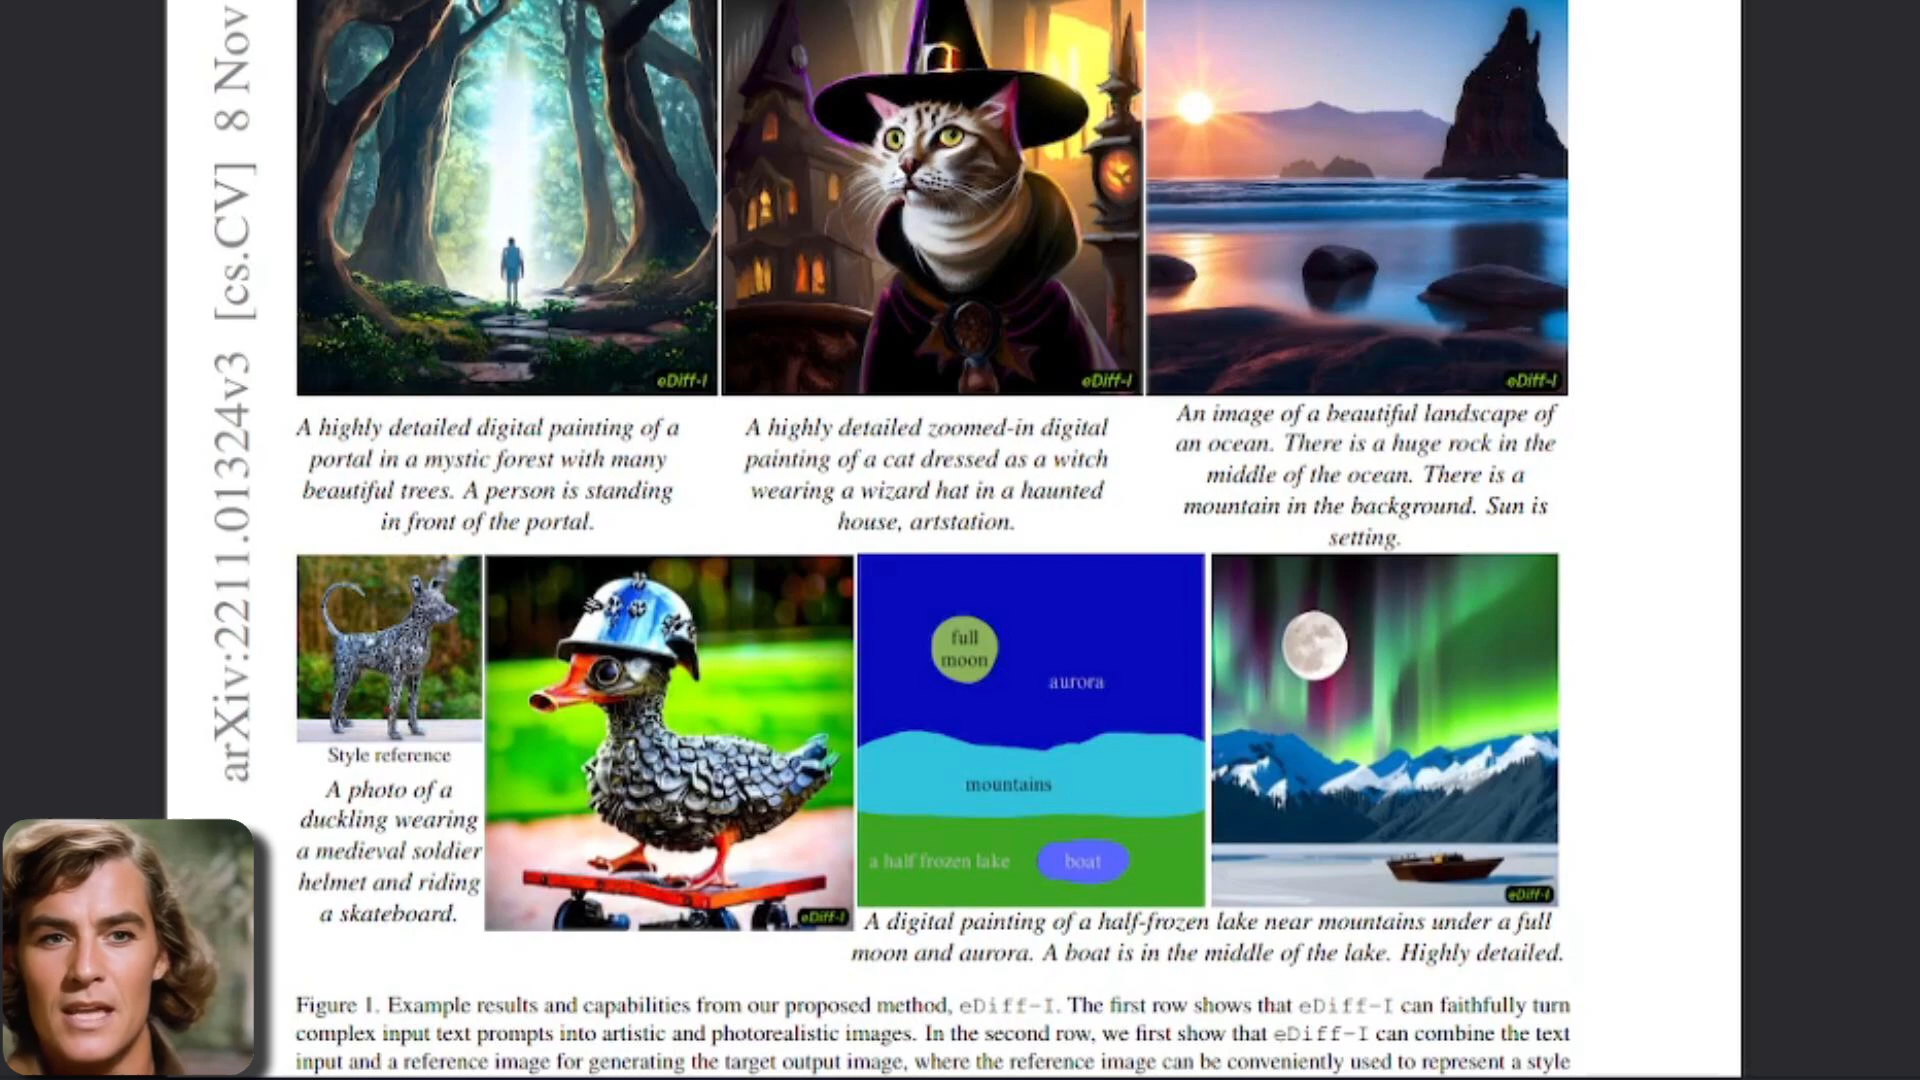 arXiv:2211.01324v3 [cs.CV] 8 Nov
eDiff-I
eDiff-I
eDiff-I
A highly detailed digital painting of a
portal in a mystic forest with many
beautiful trees. A person is standing
in front of the portal.
A highly detailed zoomed-in digital
painting of a cat dressed as a witch
wearing a wizard hat in a haunted
house, artstation.
An image of a beautiful landscape of
an ocean. There is a huge rock in the
middle of the ocean. There is a
mountain in the background. Sun is
setting.
Style reference
A photo of a
duckling wearing
a medieval soldier
helmet and riding
a skateboard.
eDiff-I
full
moon
aurora
mountains
a half frozen lake
boat
eDiff-I
A digital painting of a half-frozen lake near mountains under a full
moon and aurora. A boat is in the middle of the lake. Highly detailed.
Figure 1. Example results and capabilities from our proposed method, eDiff-I. The first row shows that eDiff-I can faithfully turn
complex input text prompts into artistic and photorealistic images. In the second row, we first show that eDiff-I can combine the text
input and a reference image for generating the target output image, where the reference image can be conveniently used to represent a style